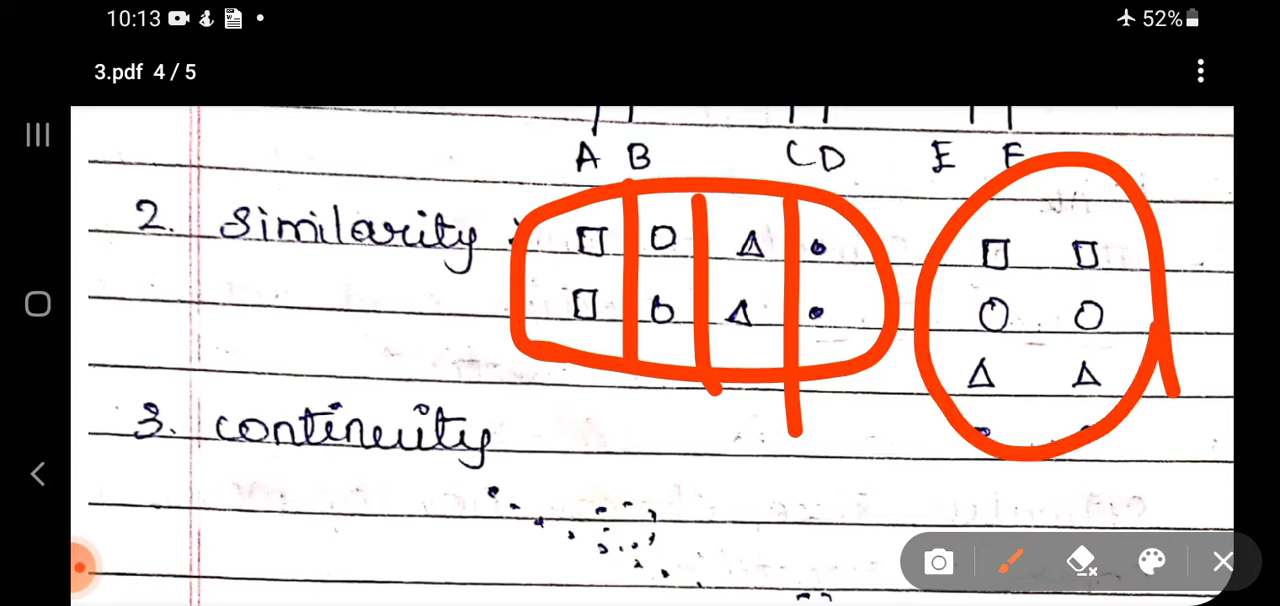 10:13
52%
3.pdf 4/5
A B C D E F
2. Similarity :
3. continuity